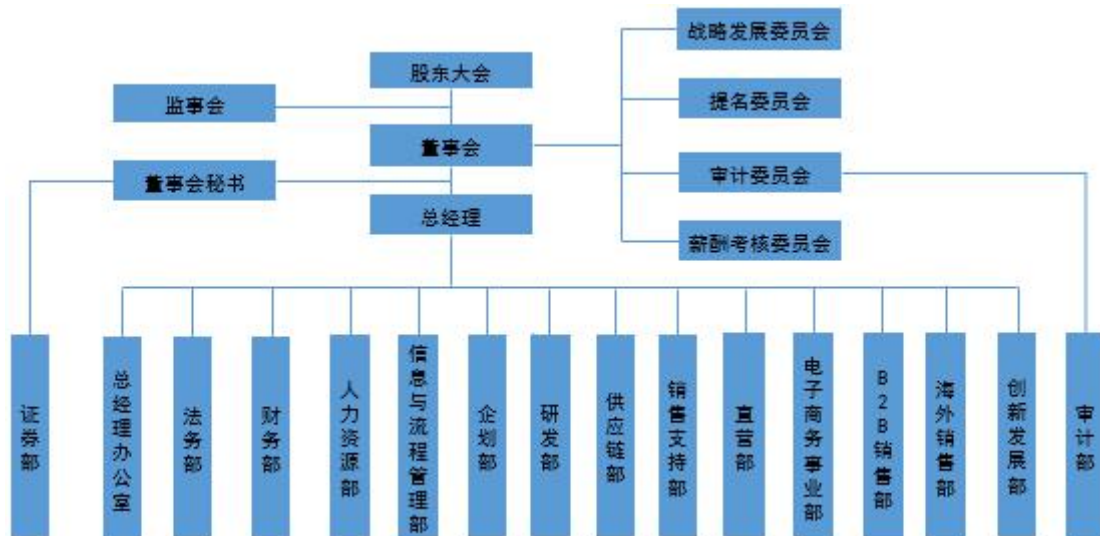 战略发展委员会
股东大会
监事会
提名委员会
董事会
董事会秘书
审计委员会
总经理
薪酬考核委员会
证券部
总经理办公室
法务部
财务部
人力资源部
信息与流程管理部
企划部
研发部
供应链部
销售支持部
直营部
电子商务事业部
B2B销售部
海外销售部
创新发展部
审计部